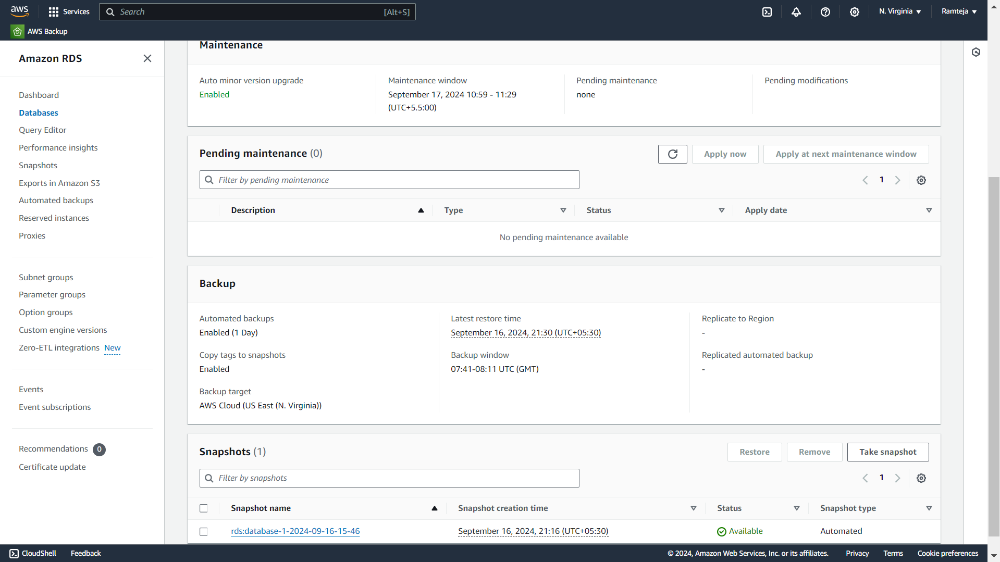 aws
Services
Search
[Alt+S]
N. Virginia
Ramteja
AWS Backup
Amazon RDS
Dashboard
Databases
Query Editor
Performance insights
Snapshots
Exports in Amazon S3
Automated backups
Reserved instances
Proxies
Subnet groups
Parameter groups
Option groups
Custom engine versions
Zero-ETL integrations New
Events
Event subscriptions
Recommendations 0
Certificate update
Maintenance
Auto minor version upgrade
Enabled
Maintenance window
September 17, 2024 10:59 - 11:29
(UTC+5.5:00)
Pending maintenance
none
Pending modifications
Pending maintenance (0)
Apply now
Apply at next maintenance window
Filter by pending maintenance
1
Description
Type
Status
Apply date
No pending maintenance available
Backup
Automated backups
Enabled (1 Day)
Copy tags to snapshots
Enabled
Backup target
AWS Cloud (US East (N. Virginia))
Latest restore time
September 16, 2024, 21:30 (UTC+05:30)
Backup window
07:41-08:11 UTC (GMT)
Replicate to Region
-
Replicated automated backup
-
Snapshots (1)
Restore
Remove
Take snapshot
Filter by snapshots
1
Snapshot name
Snapshot creation time
Status
Snapshot type
rds:database-1-2024-09-16-15-46
September 16, 2024, 21:16 (UTC+05:30)
Available
Automated
CloudShell
Feedback
© 2024, Amazon Web Services, Inc. or its affiliates.
Privacy
Terms
Cookie preferences